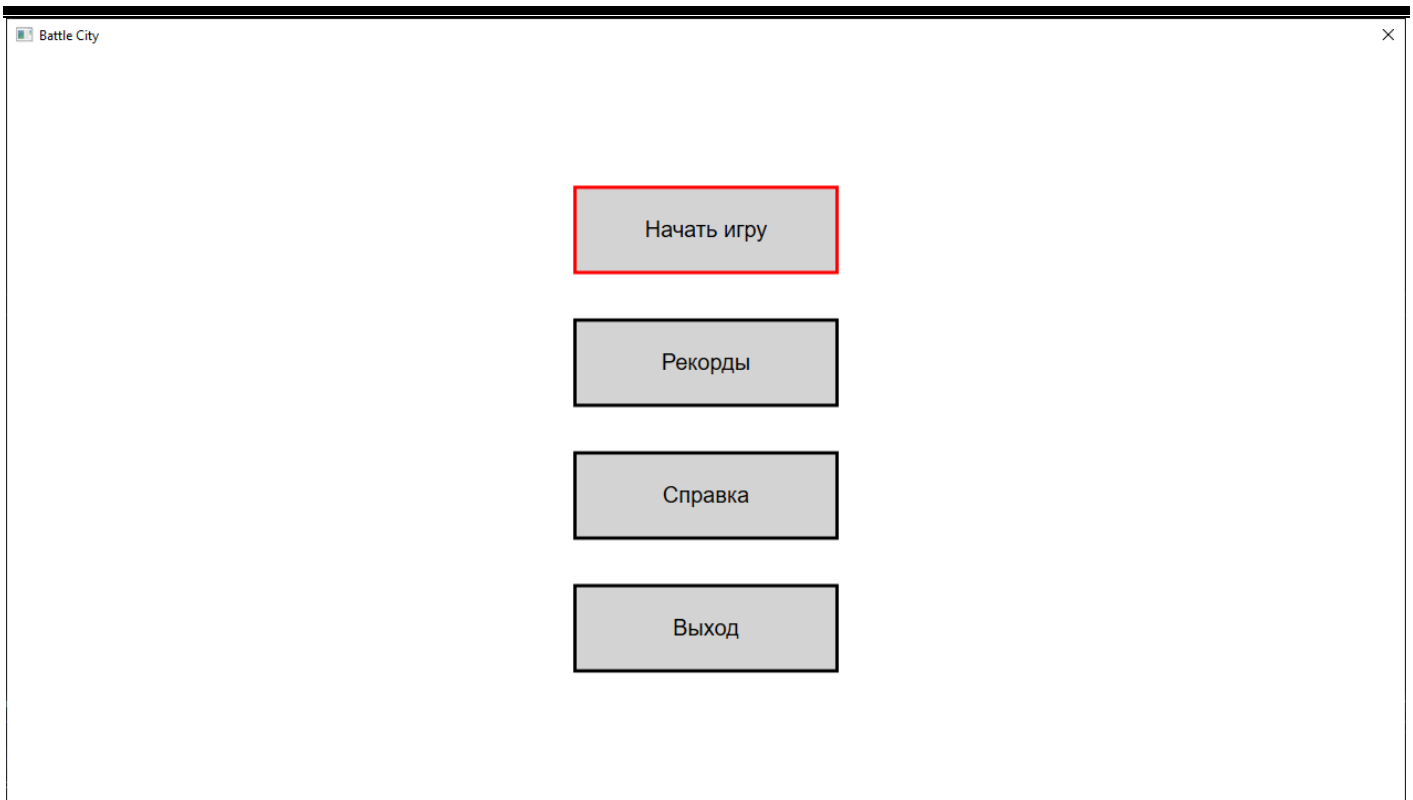 Battle City
Начать игру
Рекорды
Справка
Выход